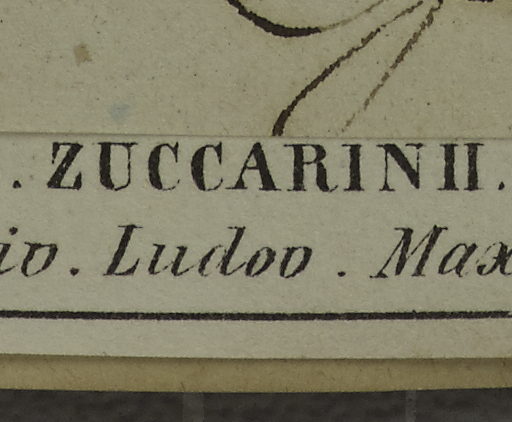 . ZUCCARINII.
iv. Ludov. Max